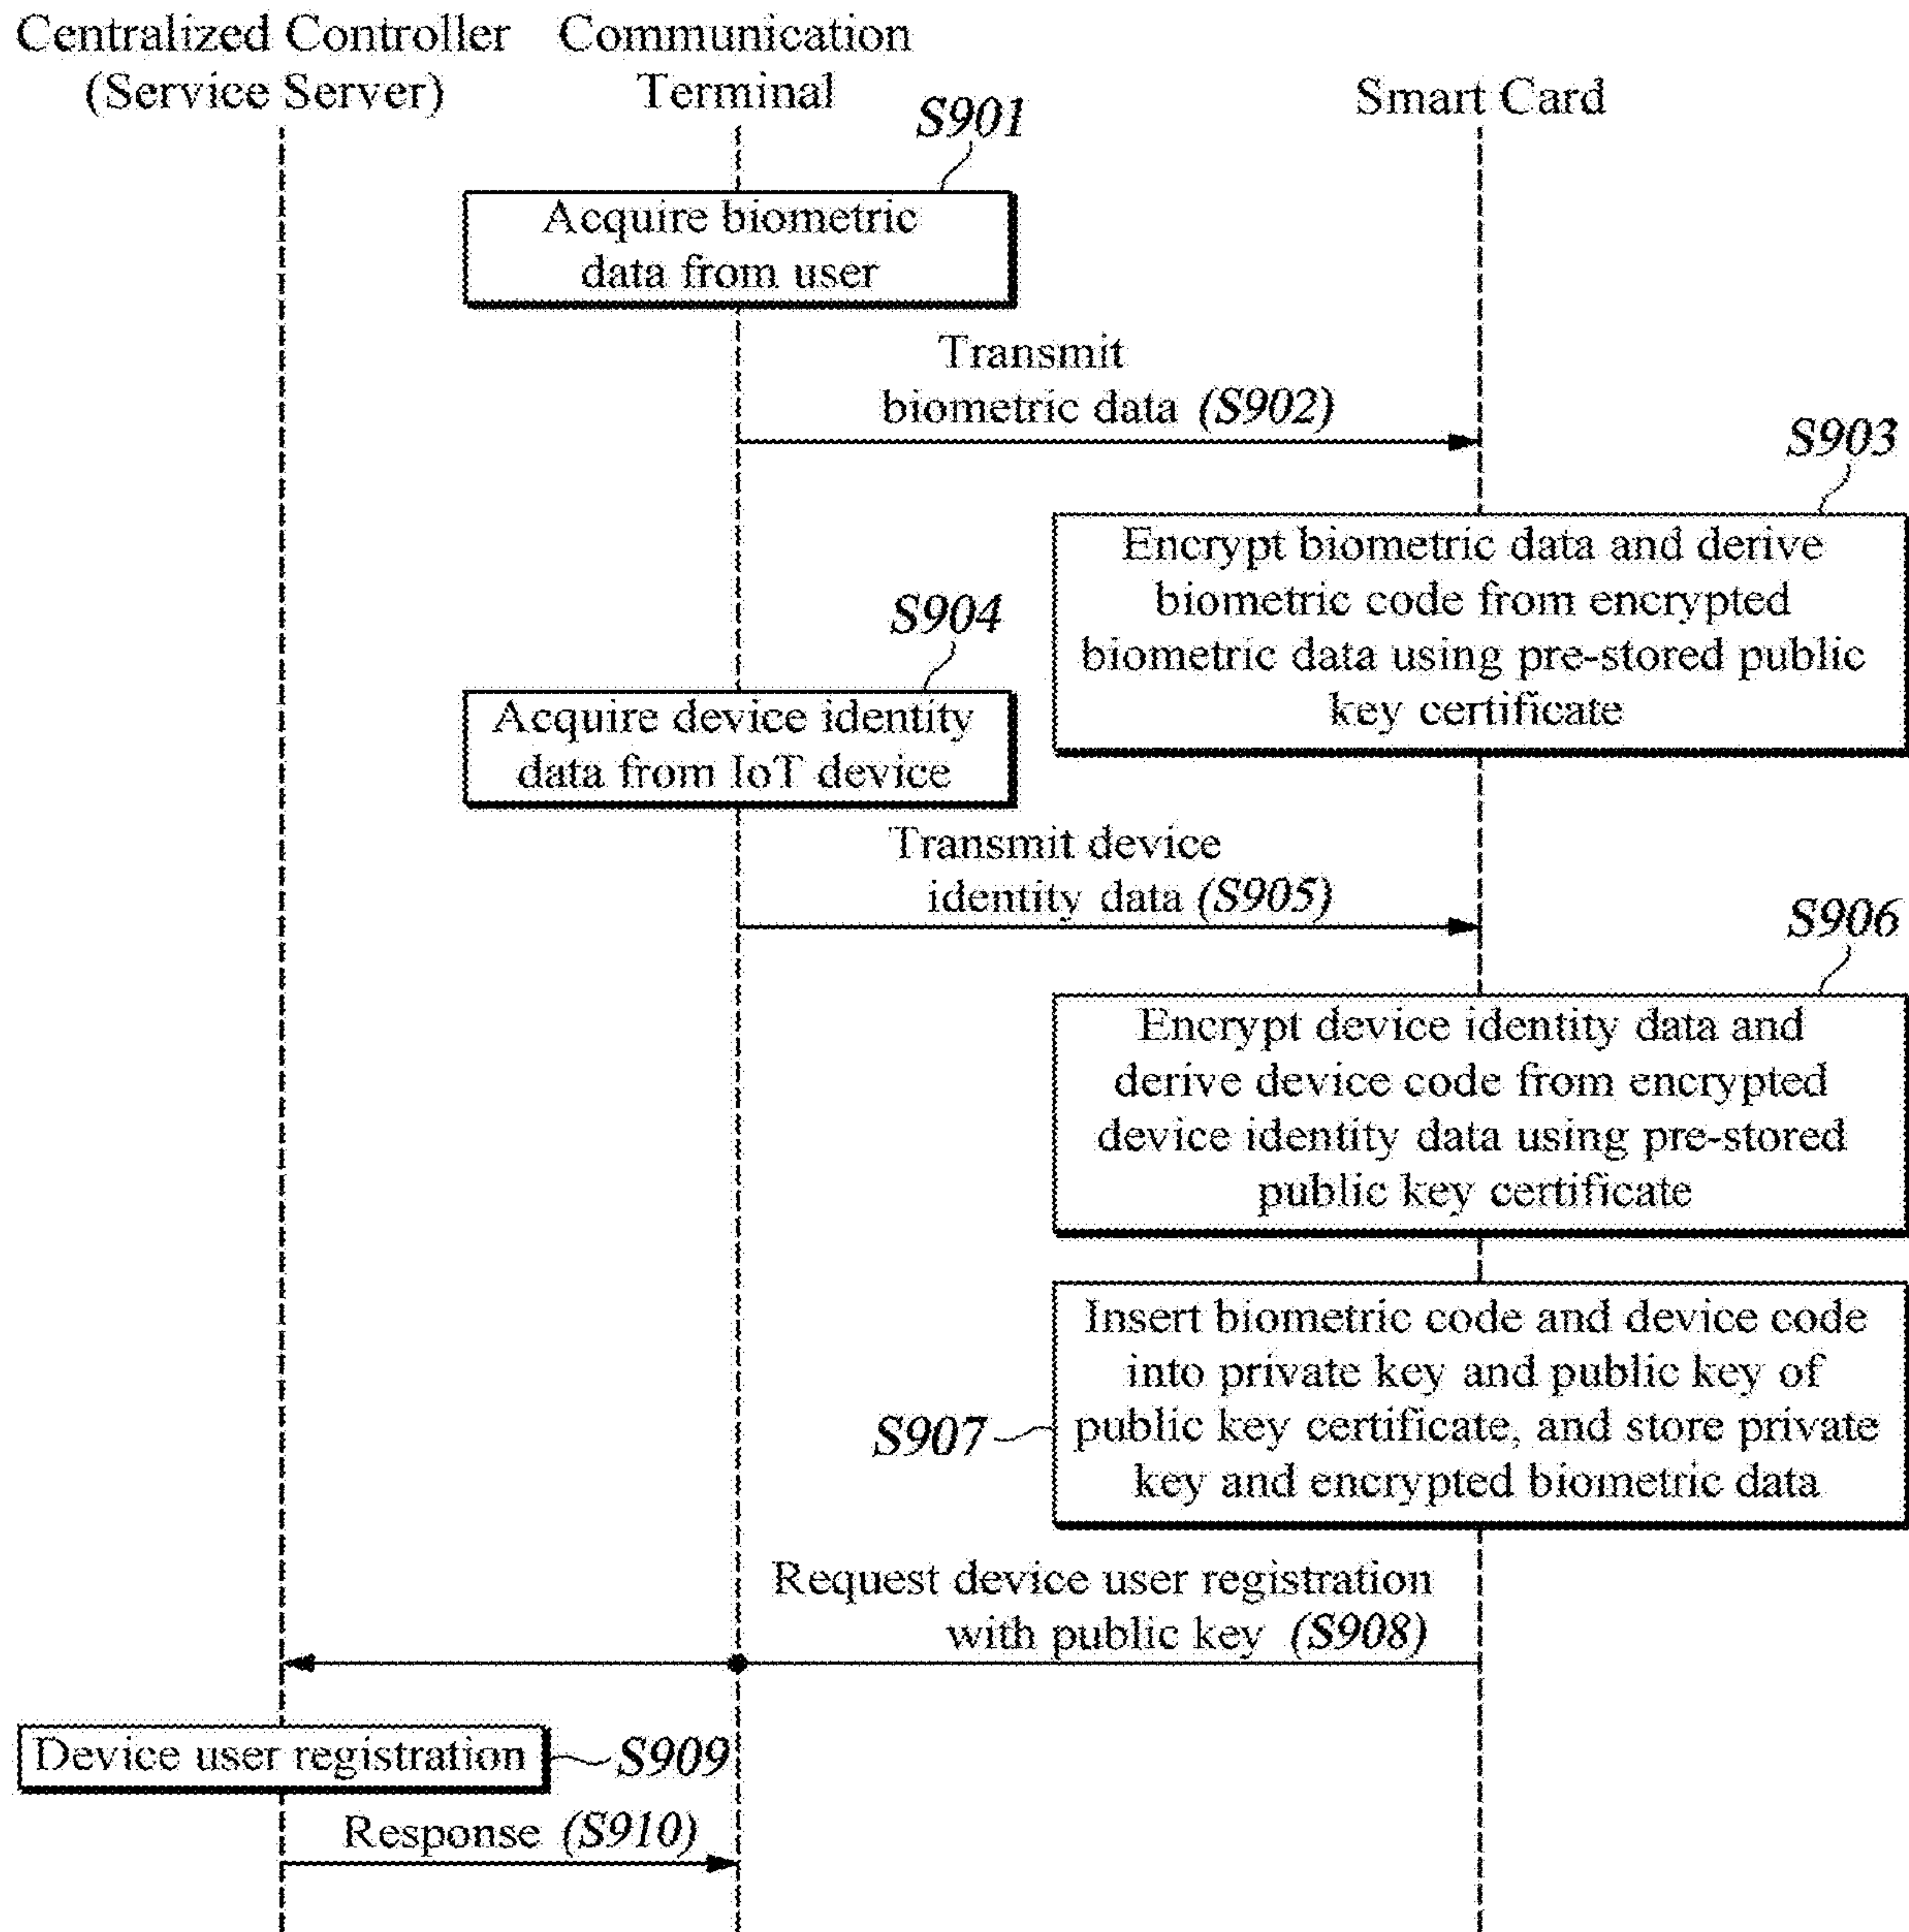 Centralized Controller
(Service Server)
Communication
Terminal
Smart Card
S901
Acquire biometric
data from user
Transmit
biometric data (S902)
S903
Encrypt biometric data and derive
biometric code from encrypted
biometric data using pre-stored public
key certificate
S904
Acquire device identity
data from IoT device
Transmit device
identity data (S905)
S906
Encrypt device identity data and
derive device code from encrypted
device identity data using pre-stored
public key certificate
Insert biometric code and device code
into private key and public key of
public key certificate, and store private
key and encrypted biometric data
S907
Request device user registration
with public key (S908)
Device user registration
S909
Response (S910)